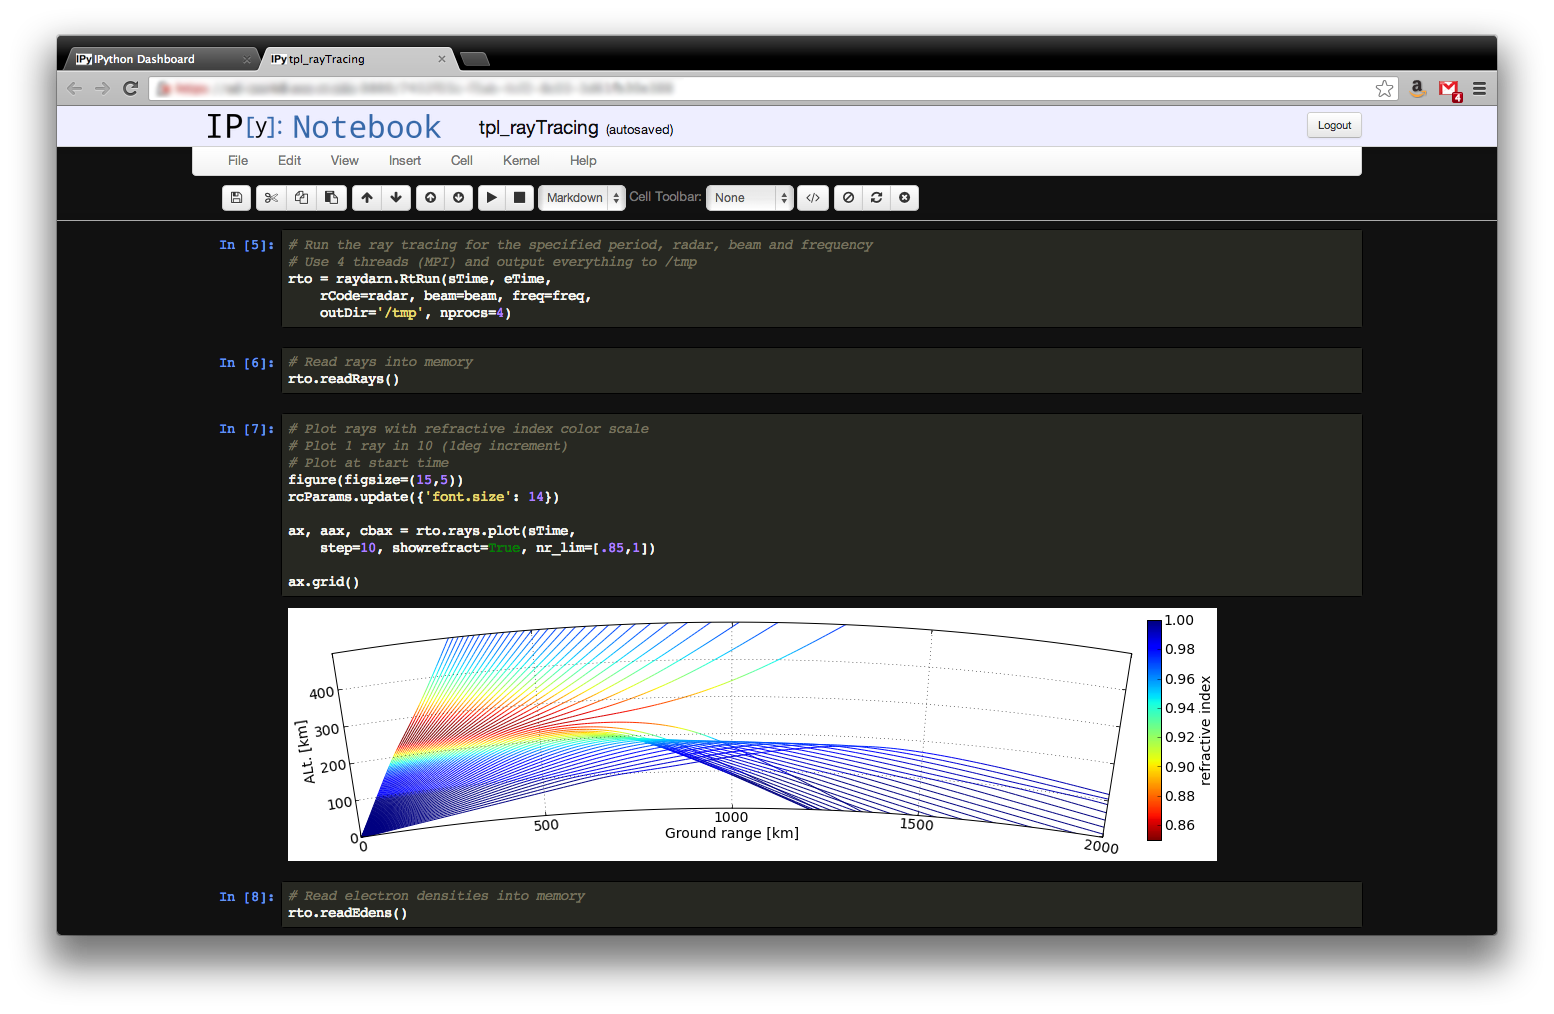 IPy IPython Dashboard
IPy tpl_rayTracing
4
IP[y]: Notebook tpl_rayTracing (autosaved)
Logout
File Edit View Insert Cell Kernel Help
Markdown Cell Toolbar: None </>
In [5]:
# Run the ray tracing for the specified period, radar, beam and frequency
# Use 4 threads (MPI) and output everything to /tmp
rto = raydarn.RtRun(sTime, eTime,
    rCode=radar, beam=beam, freq=freq,
    outDir='/tmp', nprocs=4)
In [6]:
# Read rays into memory
rto.readRays()
In [7]:
# Plot rays with refractive index color scale
# Plot 1 ray in 10 (1deg increment)
# Plot at start time
figure(figsize=(15,5))
rcParams.update({'font.size': 14})
ax, aax, cbax = rto.rays.plot(sTime,
    step=10, showrefract=True, nr_lim=[.85,1])
ax.grid()
400
300
200
100
0
ALt. [km]
0
500
1000
1500
2000
Ground range [km]
1.00
0.98
0.96
0.94
0.92
0.90
0.88
0.86
refractive index
In [8]:
# Read electron densities into memory
rto.readEdens()